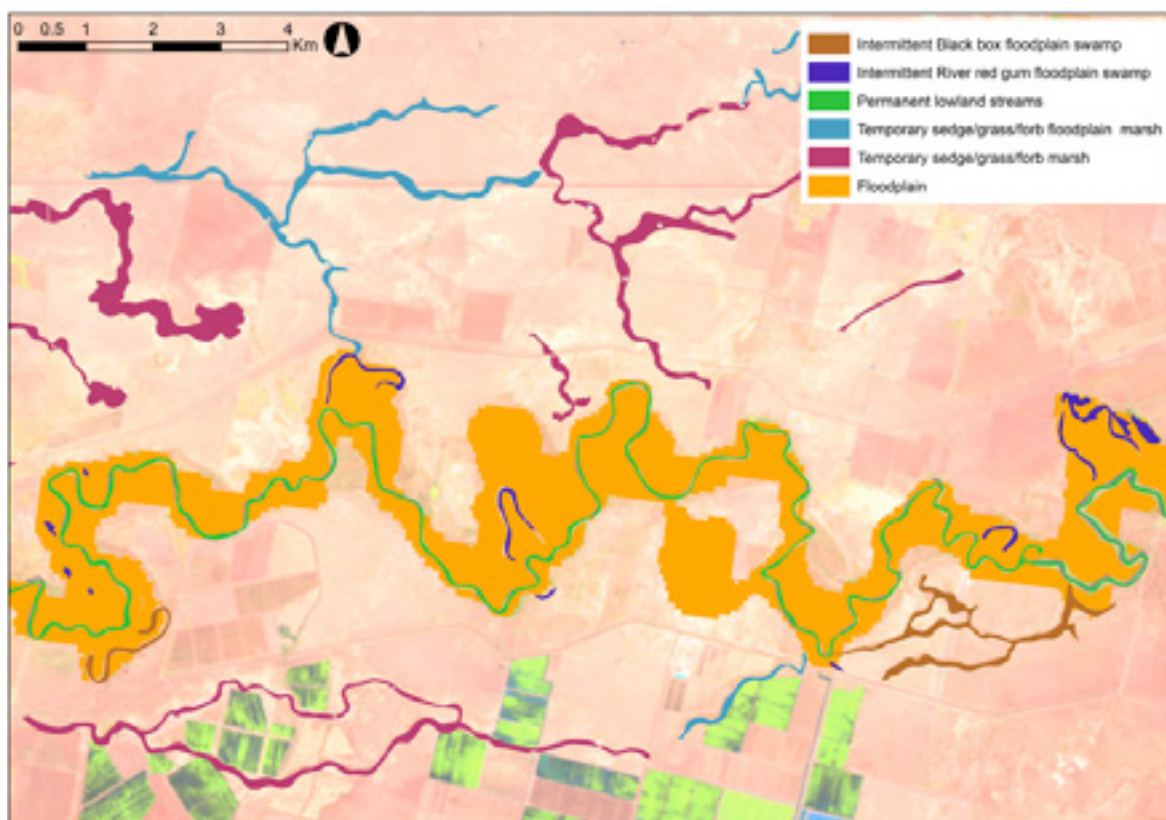 0 0.5 1 2 3 4
Km
Intermittent Black box floodplain swamp
Intermittent River red gum floodplain swamp
Permanent lowland streams
Temporary sedge/grass/forb floodplain marsh
Temporary sedge/grass/forb marsh
Floodplain